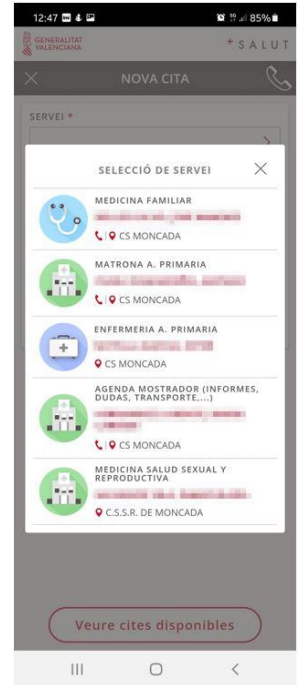 12:47
85%
GENERALITAT
VALENCIANA
+ S A L U T
NOVA CITA
SERVEI *
SELECCIÓ DE SERVEI
MEDICINA FAMILIAR
CS MONCADA
MATRONA A. PRIMARIA
CS MONCADA
ENFERMERIA A. PRIMARIA
CS MONCADA
AGENDA MOSTRADOR (INFORMES,
DUDAS, TRANSPORTE,...)
CS MONCADA
MEDICINA SALUD SEXUAL Y
REPRODUCTIVA
C.S.S.R. DE MONCADA
Veure cites disponibles